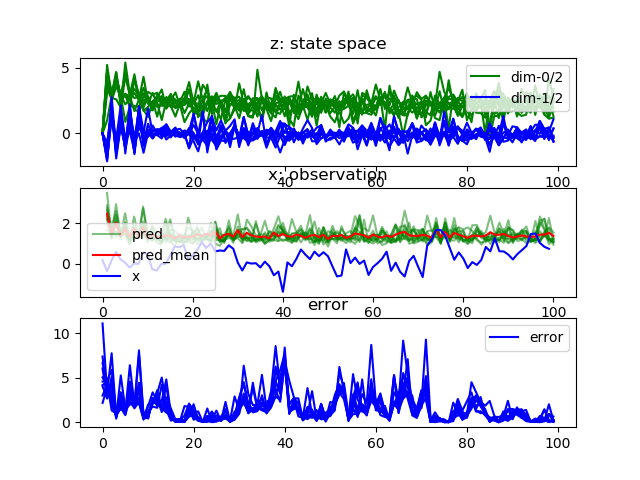 z: state space
5
0
dim-0/2
dim-1/2
0 20 40 60 80 100
x: observation
2
0
pred
pred_mean
x
0 20 40 60 80 100
error
10
5
0
error
0 20 40 60 80 100